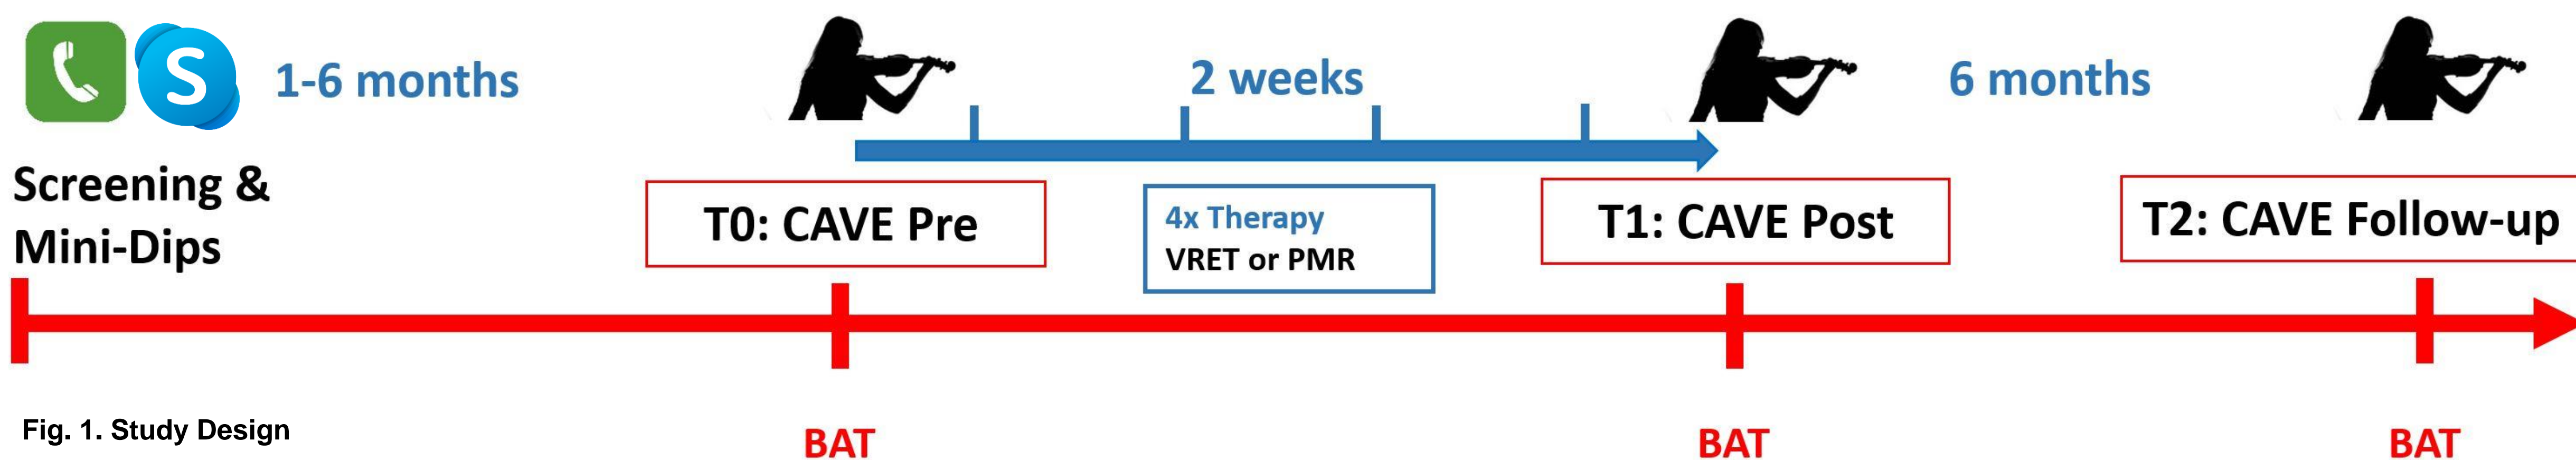 S
1-6 months
2 weeks
6 months
Screening &
Mini-Dips
T0: CAVE Pre
4x Therapy
VRET or PMR
T1: CAVE Post
T2: CAVE Follow-up
Fig. 1. Study Design
BAT
BAT
BAT